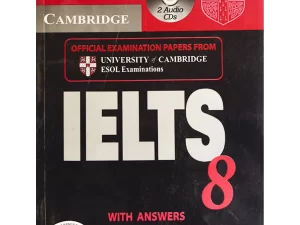 CAMBRIDGE
2 Audio
CDs
OFFICIAL EXAMINATION PAPERS FROM
UNIVERSITY of CAMBRIDGE
ESOL Examinations
IELTS
8
WITH ANSWERS